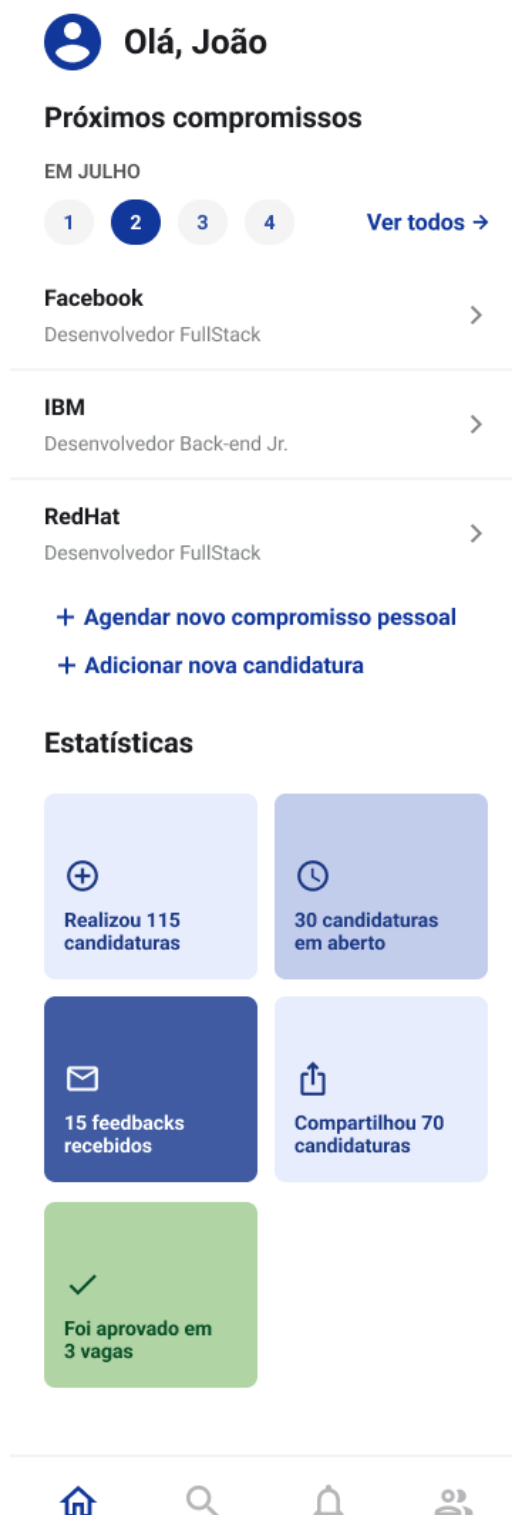 Olá, João
Próximos compromissos
EM JULHO
1 2 3 4 Ver todos →
Facebook
Desenvolvedor FullStack
IBM
Desenvolvedor Back-end Jr.
RedHat
Desenvolvedor FullStack
+ Agendar novo compromisso pessoal
+ Adicionar nova candidatura
Estatísticas
Realizou 115
candidaturas
30 candidaturas
em aberto
15 feedbacks
recebidos
Compartilhou 70
candidaturas
Foi aprovado em
3 vagas